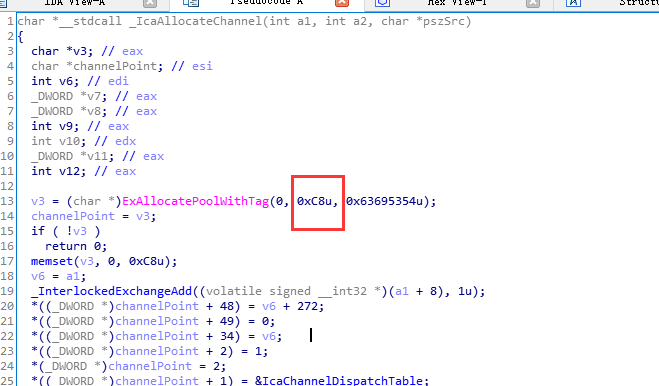 IDA View-A Pseudocode A Hex View-1 Structu
1 char *__stdcall _IcaAllocateChannel(int a1, int a2, char *pszSrc)
2 {
3 char *v3; // eax
4 char *channelPoint; // esi
5 int v6; // edi
6 _DWORD *v7; // eax
7 _DWORD *v8; // eax
8 int v9; // eax
9 int v10; // edx
10 _DWORD *v11; // eax
11 int v12; // eax
12
13 v3 = (char *)ExAllocatePoolWithTag(0, 0xC8u, 0x63695354u);
14 channelPoint = v3;
15 if ( !v3 )
16 return 0;
17 memset(v3, 0, 0xC8u);
18 v6 = a1;
19 _InterlockedExchangeAdd((volatile signed __int32 *)(a1 + 8), 1u);
20 *((_DWORD *)channelPoint + 48) = v6 + 272;
21 *((_DWORD *)channelPoint + 49) = 0;
22 *((_DWORD *)channelPoint + 34) = v6;
23 *((_DWORD *)channelPoint + 2) = 1;
24 *(_DWORD *)channelPoint = 2;
25 *((_DWORD *)channelPoint + 1) = &IcaChannelDispatchTable;